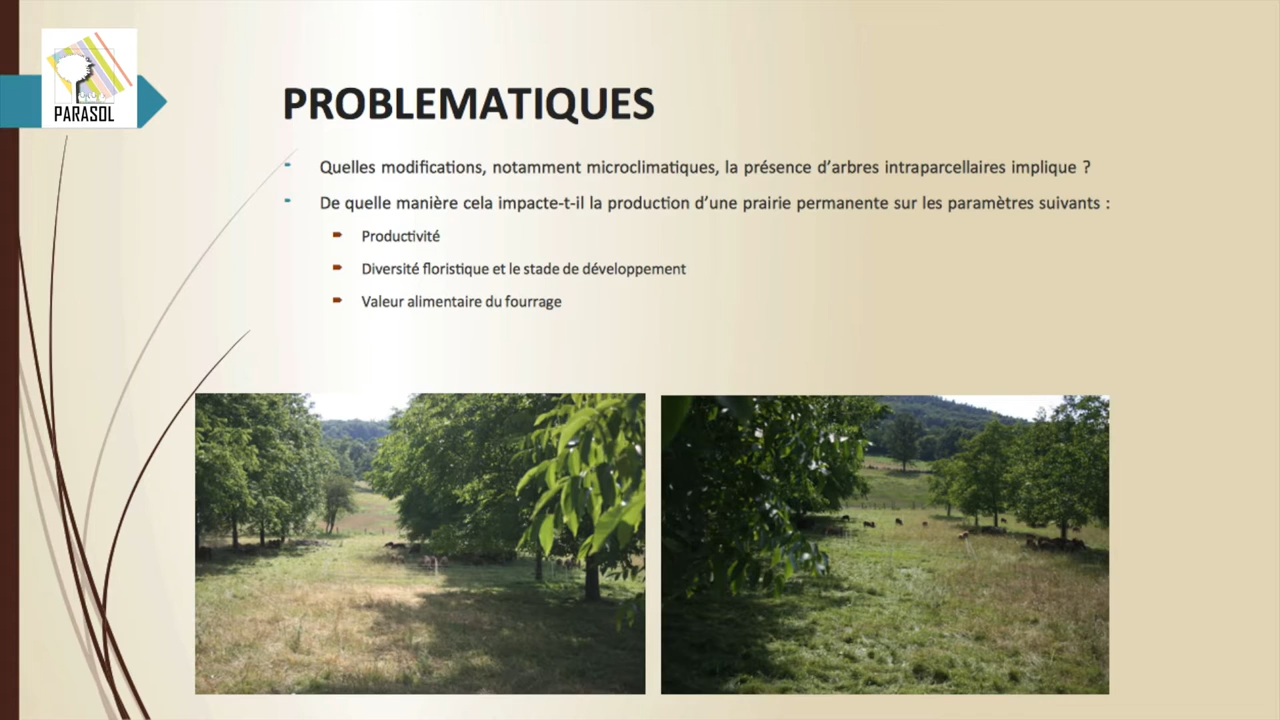 PARASOL
PROBLEMATIQUES
Quelles modifications, notamment microclimatiques, la présence d’arbres intraparcellaires implique ?
De quelle manière cela impacte-t-il la production d’une prairie permanente sur les paramètres suivants :
Productivité
Diversité floristique et le stade de développement
Valeur alimentaire du fourrage